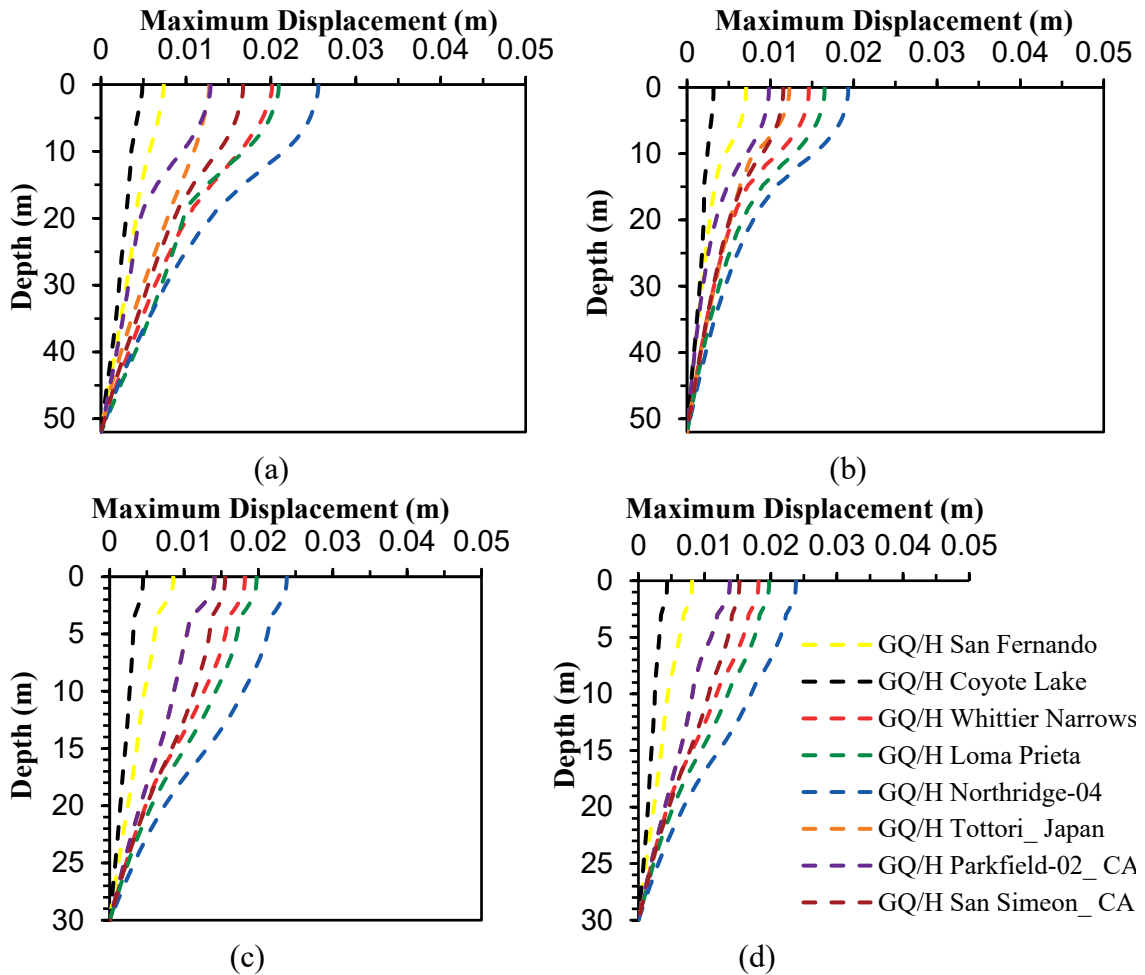 Maximum Displacement (m)
0 0.01 0.02 0.03 0.04 0.05
0
10
20
30
40
50
Depth (m)
(a)
Maximum Displacement (m)
0 0.01 0.02 0.03 0.04 0.05
0
10
20
30
40
50
Depth (m)
(b)
Maximum Displacement (m)
0 0.01 0.02 0.03 0.04 0.05
0
5
10
15
20
25
30
Depth (m)
(c)
Maximum Displacement (m)
0 0.01 0.02 0.03 0.04 0.05
0
5
10
15
20
25
30
Depth (m)
GQ/H San Fernando
GQ/H Coyote Lake
GQ/H Whittier Narrows
GQ/H Loma Prieta
GQ/H Northridge-04
GQ/H Tottori_ Japan
GQ/H Parkfield-02_ CA
GQ/H San Simeon_ CA
(d)